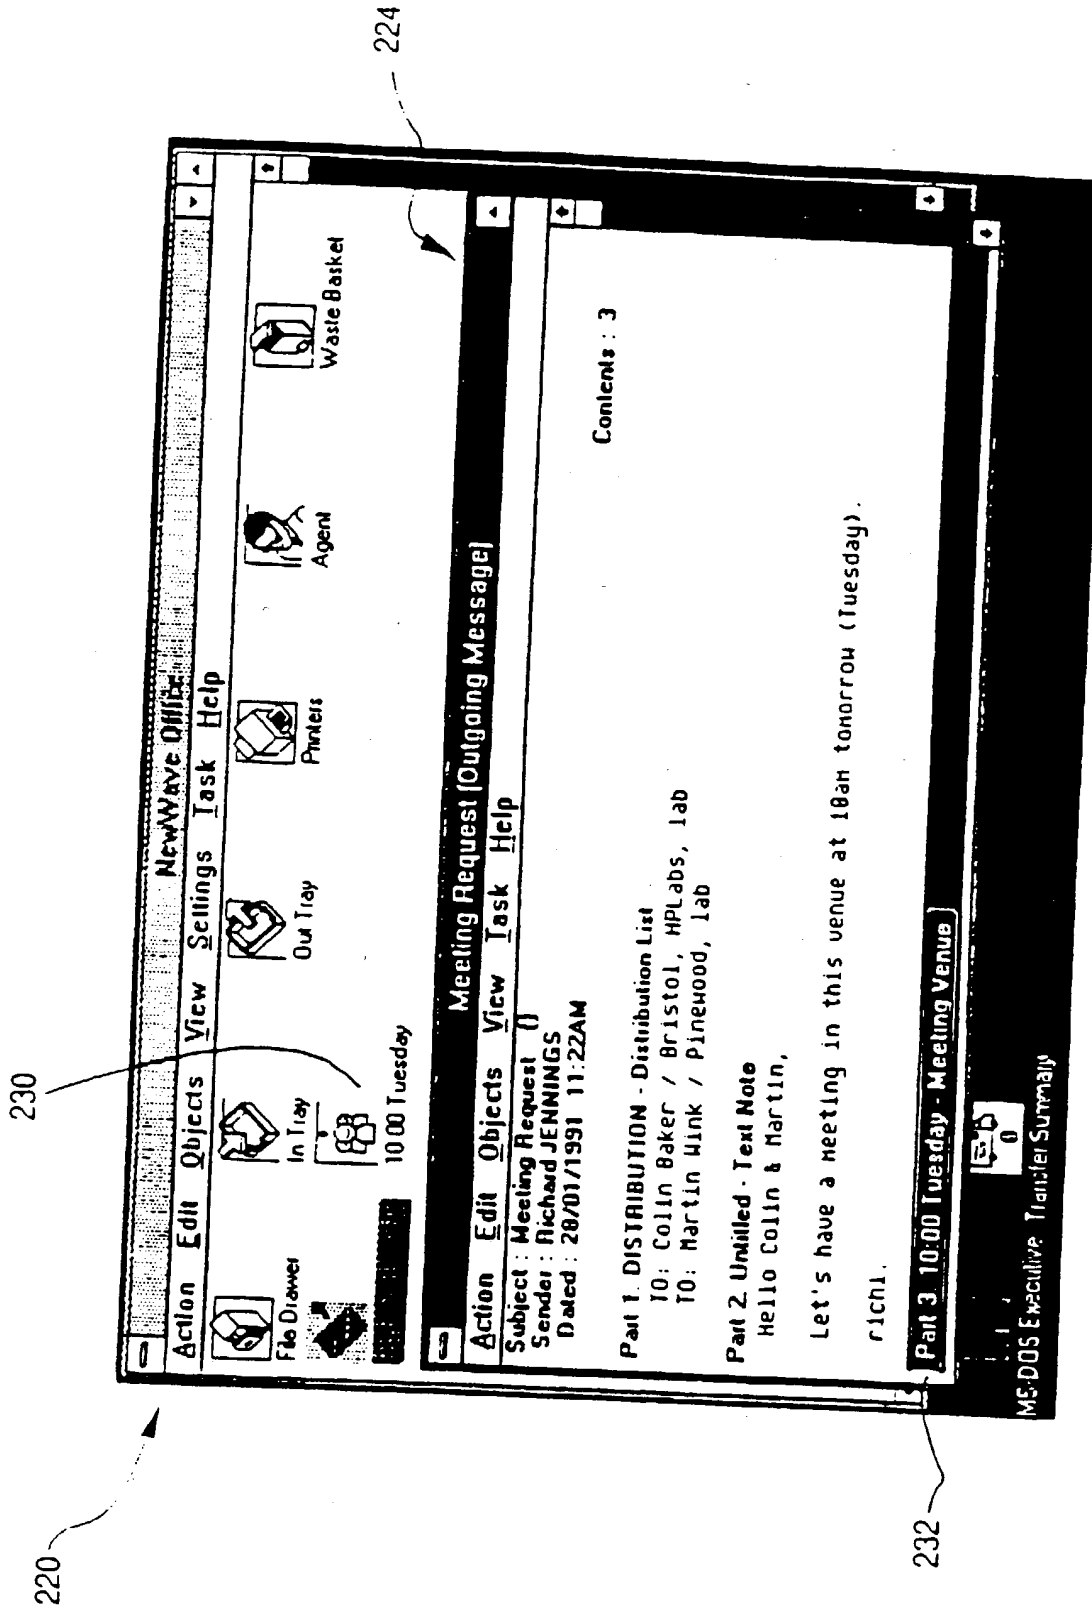 220
230
224
NewWave Office
Action Edit Objects View Settings Task Help
File Drawer
In Tray
Out Tray
Printers
Agent
Waste Basket
10:00 Tuesday
Meeting Request (Outgoing Message)
Action Edit Objects View Task Help
Subject : Meeting Request ()
Sender : Richard JENNINGS
Dated : 28/01/1991 11:22AM
Contents : 3
Part 1. DISTRIBUTION - Distribution List
TO: Colin Baker / Bristol, HPLabs, lab
TO: Martin Wink / Pinewood, lab
Part 2. Untitled - Text Note
Hello Colin & Martin,
Let's have a meeting in this venue at 10am tomorrow (Tuesday).
richi.
Part 3. 10:00 Tuesday - Meeting Venue
0
MS-DOS Executive Transfer Summary
232